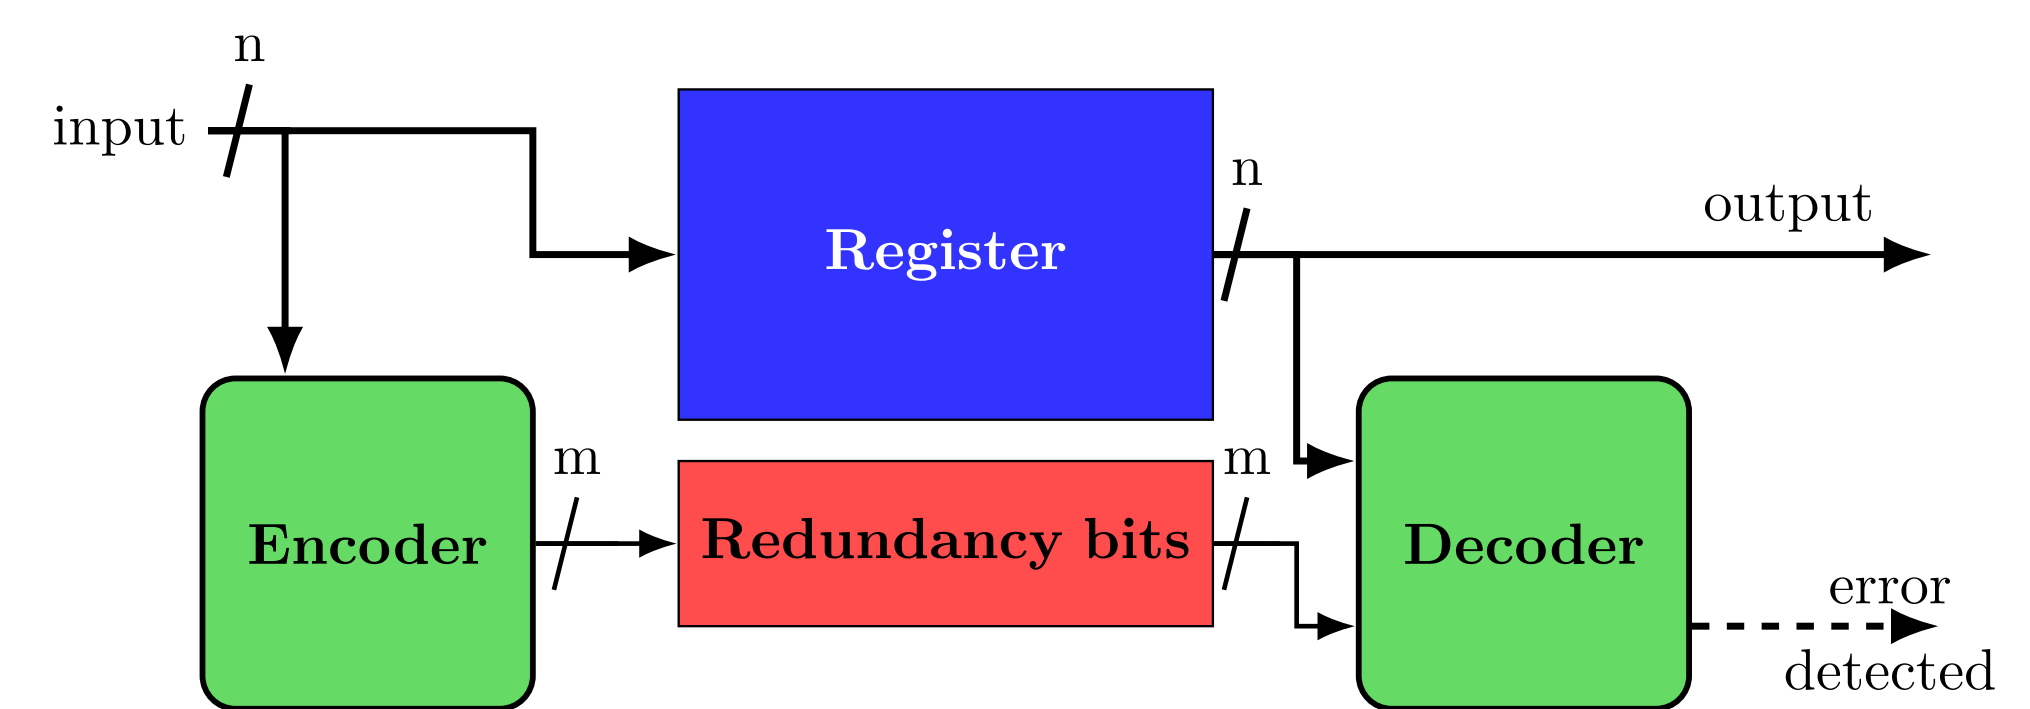 n
input
n
output
Register
m
m
Encoder
Redundancy bits
Decoder
error
detected